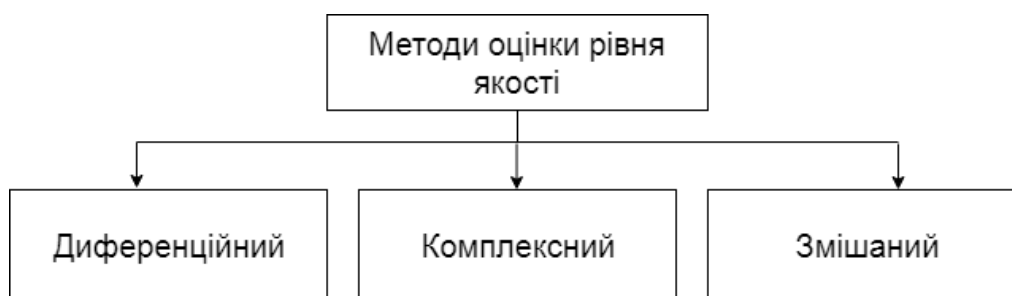 Методи оцінки рівня
якості
Диференційний
Комплексний
Змішаний